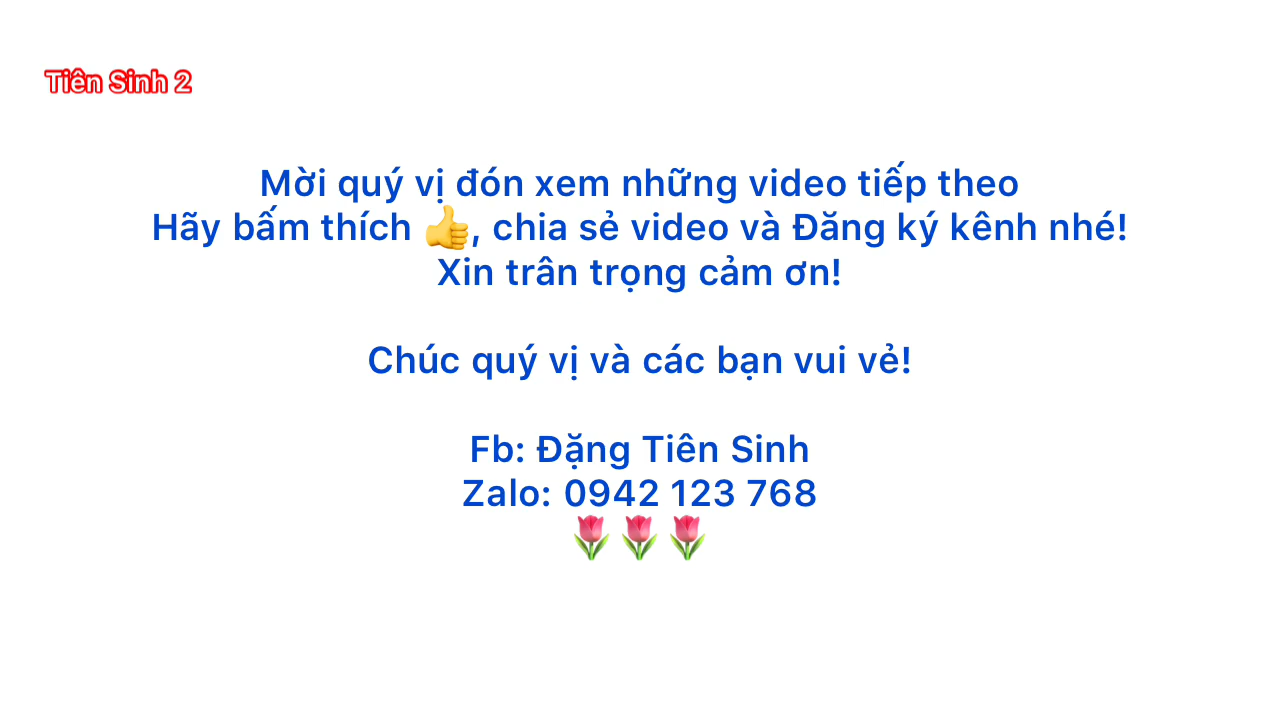 Tiên Sinh 2
Mời quý vị đón xem những video tiếp theo
Hãy bấm thích 👍, chia sẻ video và Đăng ký kênh nhé!
Xin trân trọng cảm ơn!
Chúc quý vị và các bạn vui vẻ!
Fb: Đặng Tiên Sinh
Zalo: 0942 123 768
🌷🌷🌷